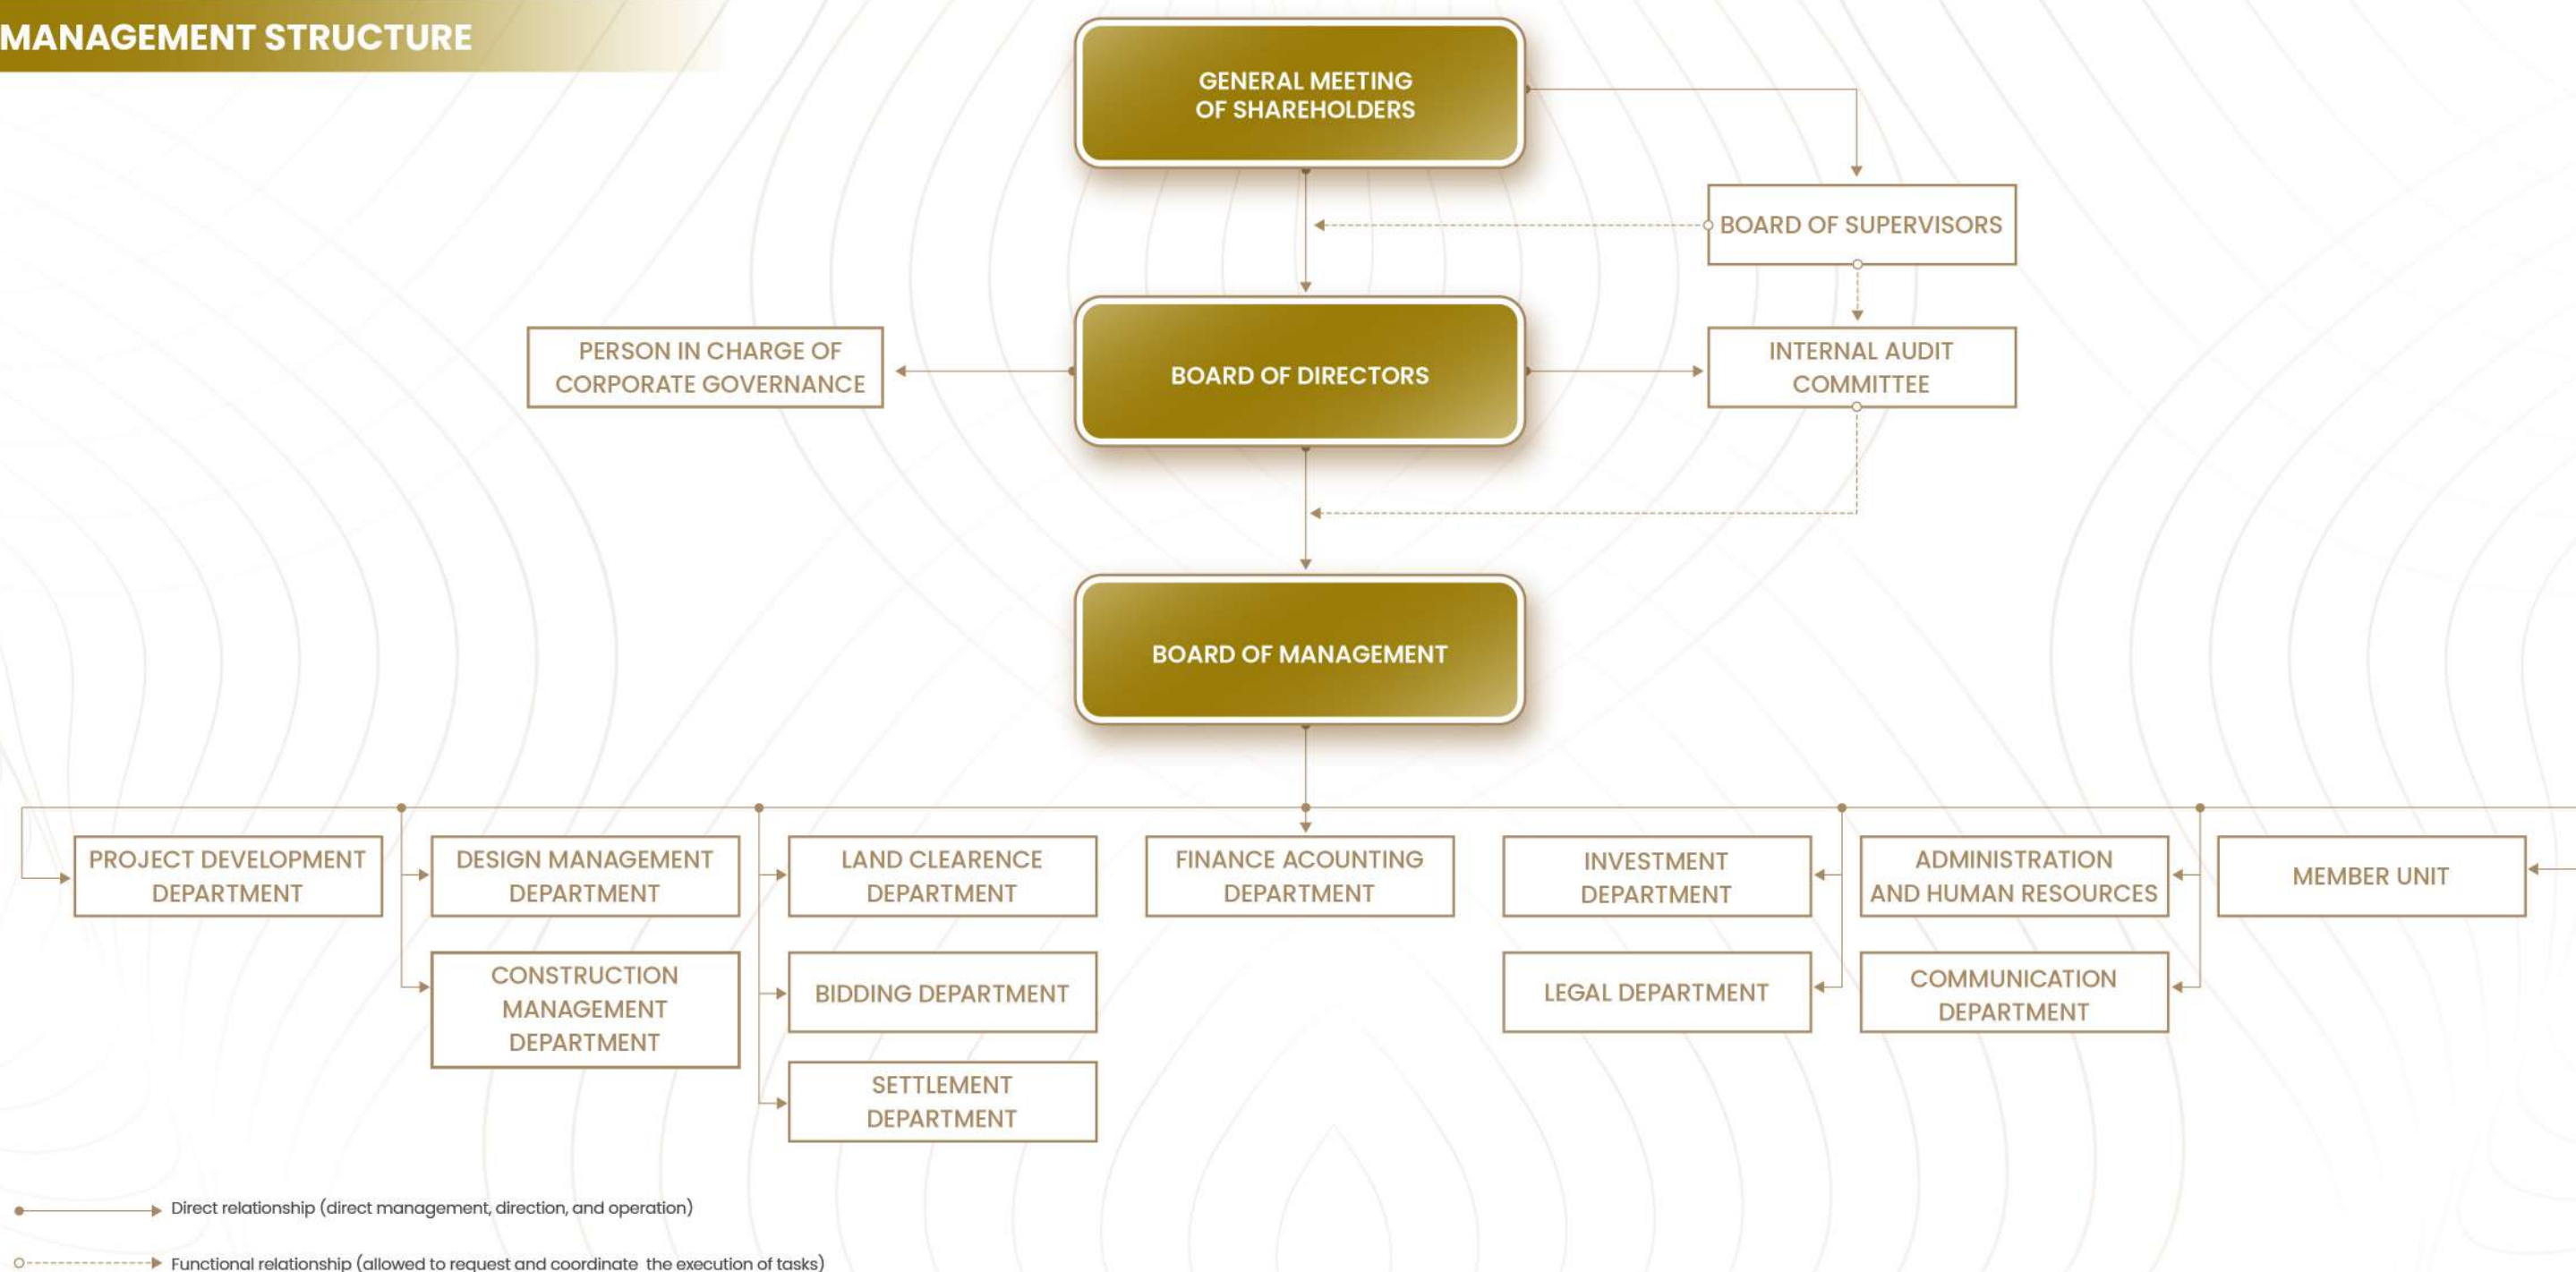 MANAGEMENT STRUCTURE
GENERAL MEETING
OF SHAREHOLDERS
BOARD OF SUPERVISORS
PERSON IN CHARGE OF
CORPORATE GOVERNANCE
BOARD OF DIRECTORS
INTERNAL AUDIT
COMMITTEE
BOARD OF MANAGEMENT
PROJECT DEVELOPMENT
DEPARTMENT
DESIGN MANAGEMENT
DEPARTMENT
LAND CLEARENCE
DEPARTMENT
FINANCE ACOUNTING
DEPARTMENT
INVESTMENT
DEPARTMENT
ADMINISTRATION
AND HUMAN RESOURCES
MEMBER UNIT
CONSTRUCTION
MANAGEMENT
DEPARTMENT
BIDDING DEPARTMENT
LEGAL DEPARTMENT
COMMUNICATION
DEPARTMENT
SETTLEMENT
DEPARTMENT
Direct relationship (direct management, direction, and operation)
Functional relationship (allowed to request and coordinate the execution of tasks)